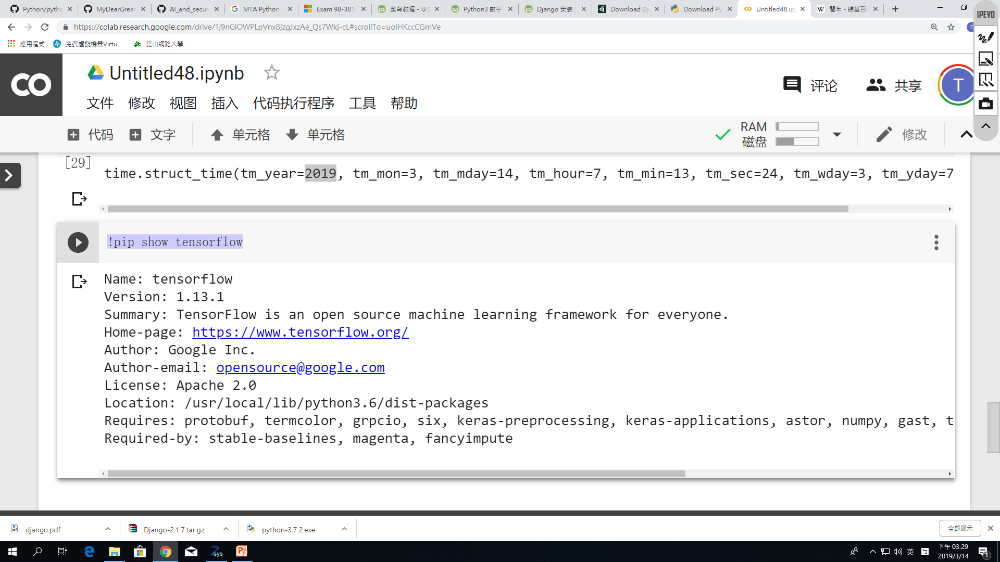 Python/pytho
MyDearGreat
AI_and_securi
MTA Python -
Exam 98-381:
菜鸟教程 - 学的
Python3 数字
Django 安装
Download Dj
Download Py
Untitled48.ipy
閏年 - 維基百科
IPEVO
https://colab.research.google.com/drive/1j9nGlOWPLpVnxBjzgJxzAe_Qs7Wkj-cL#scrollTo=uoIHKccCGmVe
應用程式
免費虛擬機器Virtu...
崑山網路大學
Untitled48.ipynb
评论
共享
T
文件 修改 视图 插入 代码执行程序 工具 帮助
代码 文字 单元格 单元格
RAM
磁盘
修改
[29]
time.struct_time(tm_year=2019, tm_mon=3, tm_mday=14, tm_hour=7, tm_min=13, tm_sec=24, tm_wday=3, tm_yday=7
!pip show tensorflow
Name: tensorflow
Version: 1.13.1
Summary: TensorFlow is an open source machine learning framework for everyone.
Home-page: https://www.tensorflow.org/
Author: Google Inc.
Author-email: opensource@google.com
License: Apache 2.0
Location: /usr/local/lib/python3.6/dist-packages
Requires: protobuf, termcolor, grpcio, six, keras-preprocessing, keras-applications, astor, numpy, gast, t
Required-by: stable-baselines, magenta, fancyimpute
django.pdf
Django-2.1.7.tar.gz
python-3.7.2.exe
全部顯示
sys
英
下午 03:29
2019/3/14
1